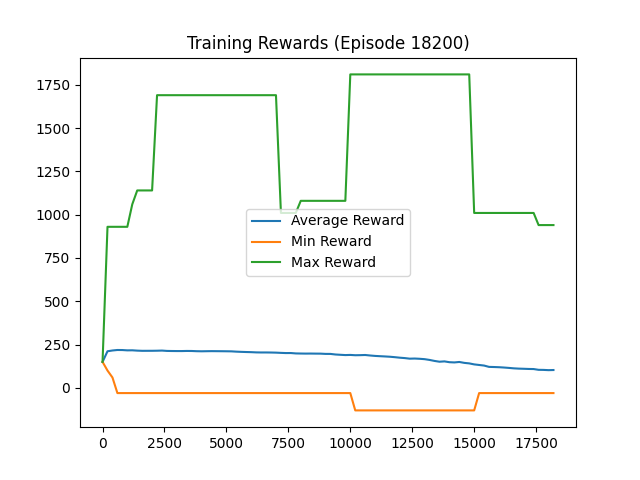 Training Rewards (Episode 18200)
1750
1500
1250
1000
750
500
250
0
Average Reward
Min Reward
Max Reward
0 2500 5000 7500 10000 12500 15000 17500